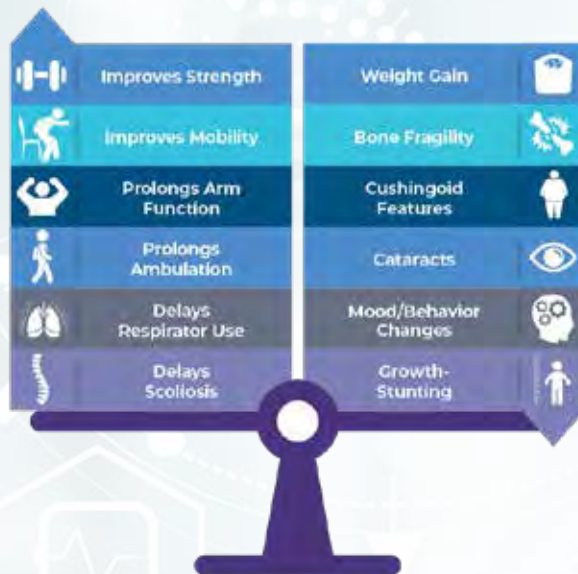 Improves Strength
Improves Mobility
Prolongs Arm
Function
Prolongs
Ambulation
Delays
Respirator Use
Delays
Scoliosis
Weight Gain
Bone Fragility
Cushingoid
Features
Cataracts
Mood/Behavior
Changes
Growth-
Stunting